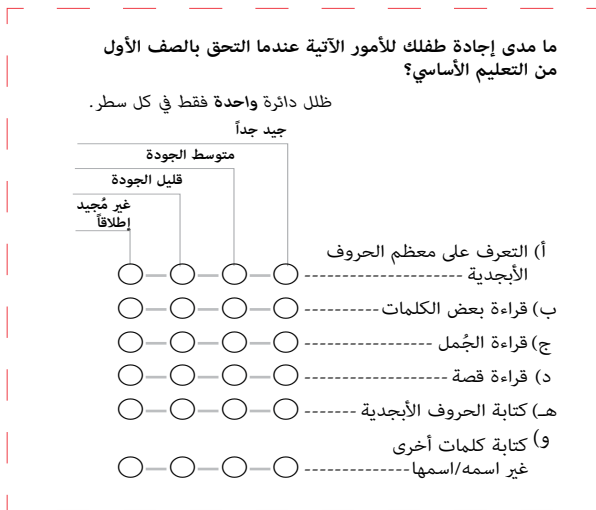 ما مدى إجادة طفلك للأمور الآتية عندما التحق بالصف الأول
من التعليم الأساسي؟
ظلل دائرة واحدة فقط في كل سطر.
جيد جداً
متوسط الجودة
قليل الجودة
غير مُجيد
إطلاقاً
أ) التعرف على معظم الحروف
الأبجدية -------------------
ب) قراءة بعض الكلمات----------
ج) قراءة الجُمل ----------------
د) قراءة قصة ------------------
هـ) كتابة الحروف الأبجدية -------
و) كتابة كلمات أخرى
غير اسمه/اسمها--------------